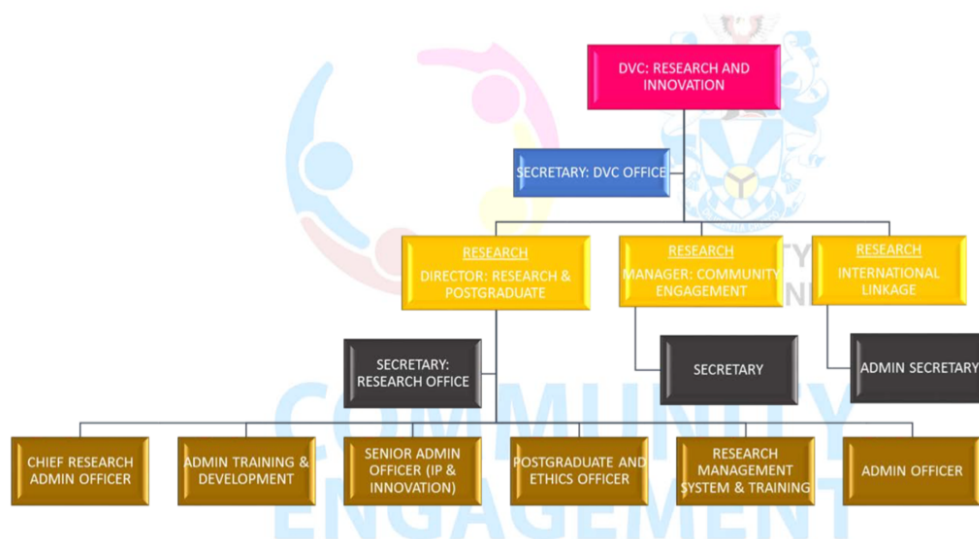 DVC: RESEARCH AND
INNOVATION
SECRETARY: DVC OFFICE
RESEARCH
DIRECTOR: RESEARCH &
POSTGRADUATE
RESEARCH
MANAGER: COMMUNITY
ENGAGEMENT
RESEARCH
INTERNATIONAL
LINKAGE
SECRETARY:
RESEARCH OFFICE
SECRETARY
ADMIN SECRETARY
CHIEF RESEARCH
ADMIN OFFICER
ADMIN TRAINING &
DEVELOPMENT
SENIOR ADMIN
OFFICER (IP &
INNOVATION)
POSTGRADUATE AND
ETHICS OFFICER
RESEARCH
MANAGEMENT
SYSTEM & TRAINING
ADMIN OFFICER
COMMUNITY
ENGAGEMENT